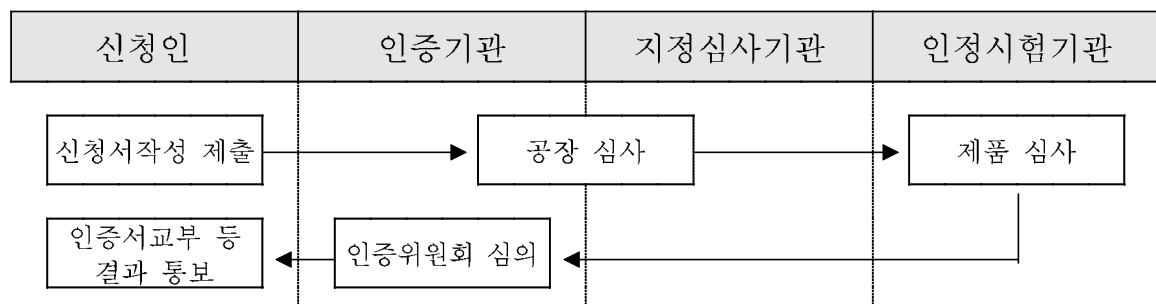 신청인
인증기관
지정심사기관
인정시험기관
신청서작성 제출
공장 심사
제품 심사
인증서교부 등
결과 통보
인증위원회 심의